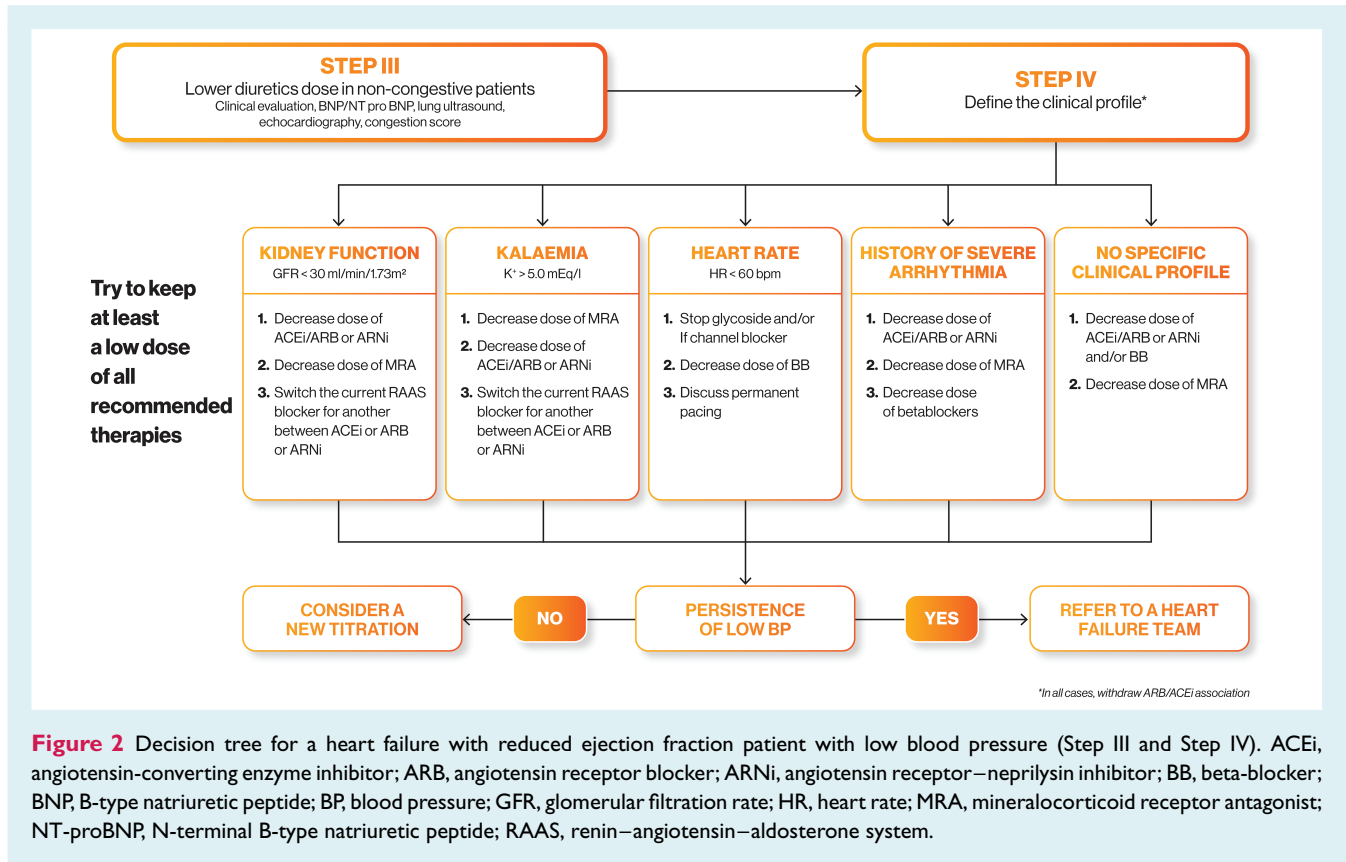 STEP III
Lower diuretics dose in non-congestive patients
Clinical evaluation, BNP/NT pro BNP, lung ultrasound,
echocardiography, congestion score
STEP IV
Define the clinical profile*
Try to keep
at least
a low dose
of all
recommended
therapies
KIDNEY FUNCTION
GFR < 30 ml/min/1.73m²
1. Decrease dose of
ACEi/ARB or ARNi
2. Decrease dose of MRA
3. Switch the current RAAS
blocker for another
between ACEi or ARB
or ARNi
KALAEMIA
K⁺ > 5.0 mEq/l
1. Decrease dose of MRA
2. Decrease dose of
ACEi/ARB or ARNi
3. Switch the current RAAS
blocker for another
between ACEi or ARB
or ARNi
HEART RATE
HR < 60 bpm
1. Stop glycoside and/or
If channel blocker
2. Decrease dose of BB
3. Discuss permanent
pacing
HISTORY OF SEVERE
ARRHYTHMIA
1. Decrease dose of
ACEi/ARB or ARNi
2. Decrease dose of MRA
3. Decrease dose
of betablockers
NO SPECIFIC
CLINICAL PROFILE
1. Decrease dose of
ACEi/ARB or ARNi
and/or BB
2. Decrease dose of MRA
CONSIDER A
NEW TITRATION
NO
PERSISTENCE
OF LOW BP
YES
REFER TO A HEART
FAILURE TEAM
*In all cases, withdraw ARB/ACEi association
Figure 2 Decision tree for a heart failure with reduced ejection fraction patient with low blood pressure (Step III and Step IV). ACEi,
angiotensin-converting enzyme inhibitor; ARB, angiotensin receptor blocker; ARNi, angiotensin receptor–neprilysin inhibitor; BB, beta-blocker;
BNP, B-type natriuretic peptide; BP, blood pressure; GFR, glomerular filtration rate; HR, heart rate; MRA, mineralocorticoid receptor antagonist;
NT-proBNP, N-terminal B-type natriuretic peptide; RAAS, renin–angiotensin–aldosterone system.